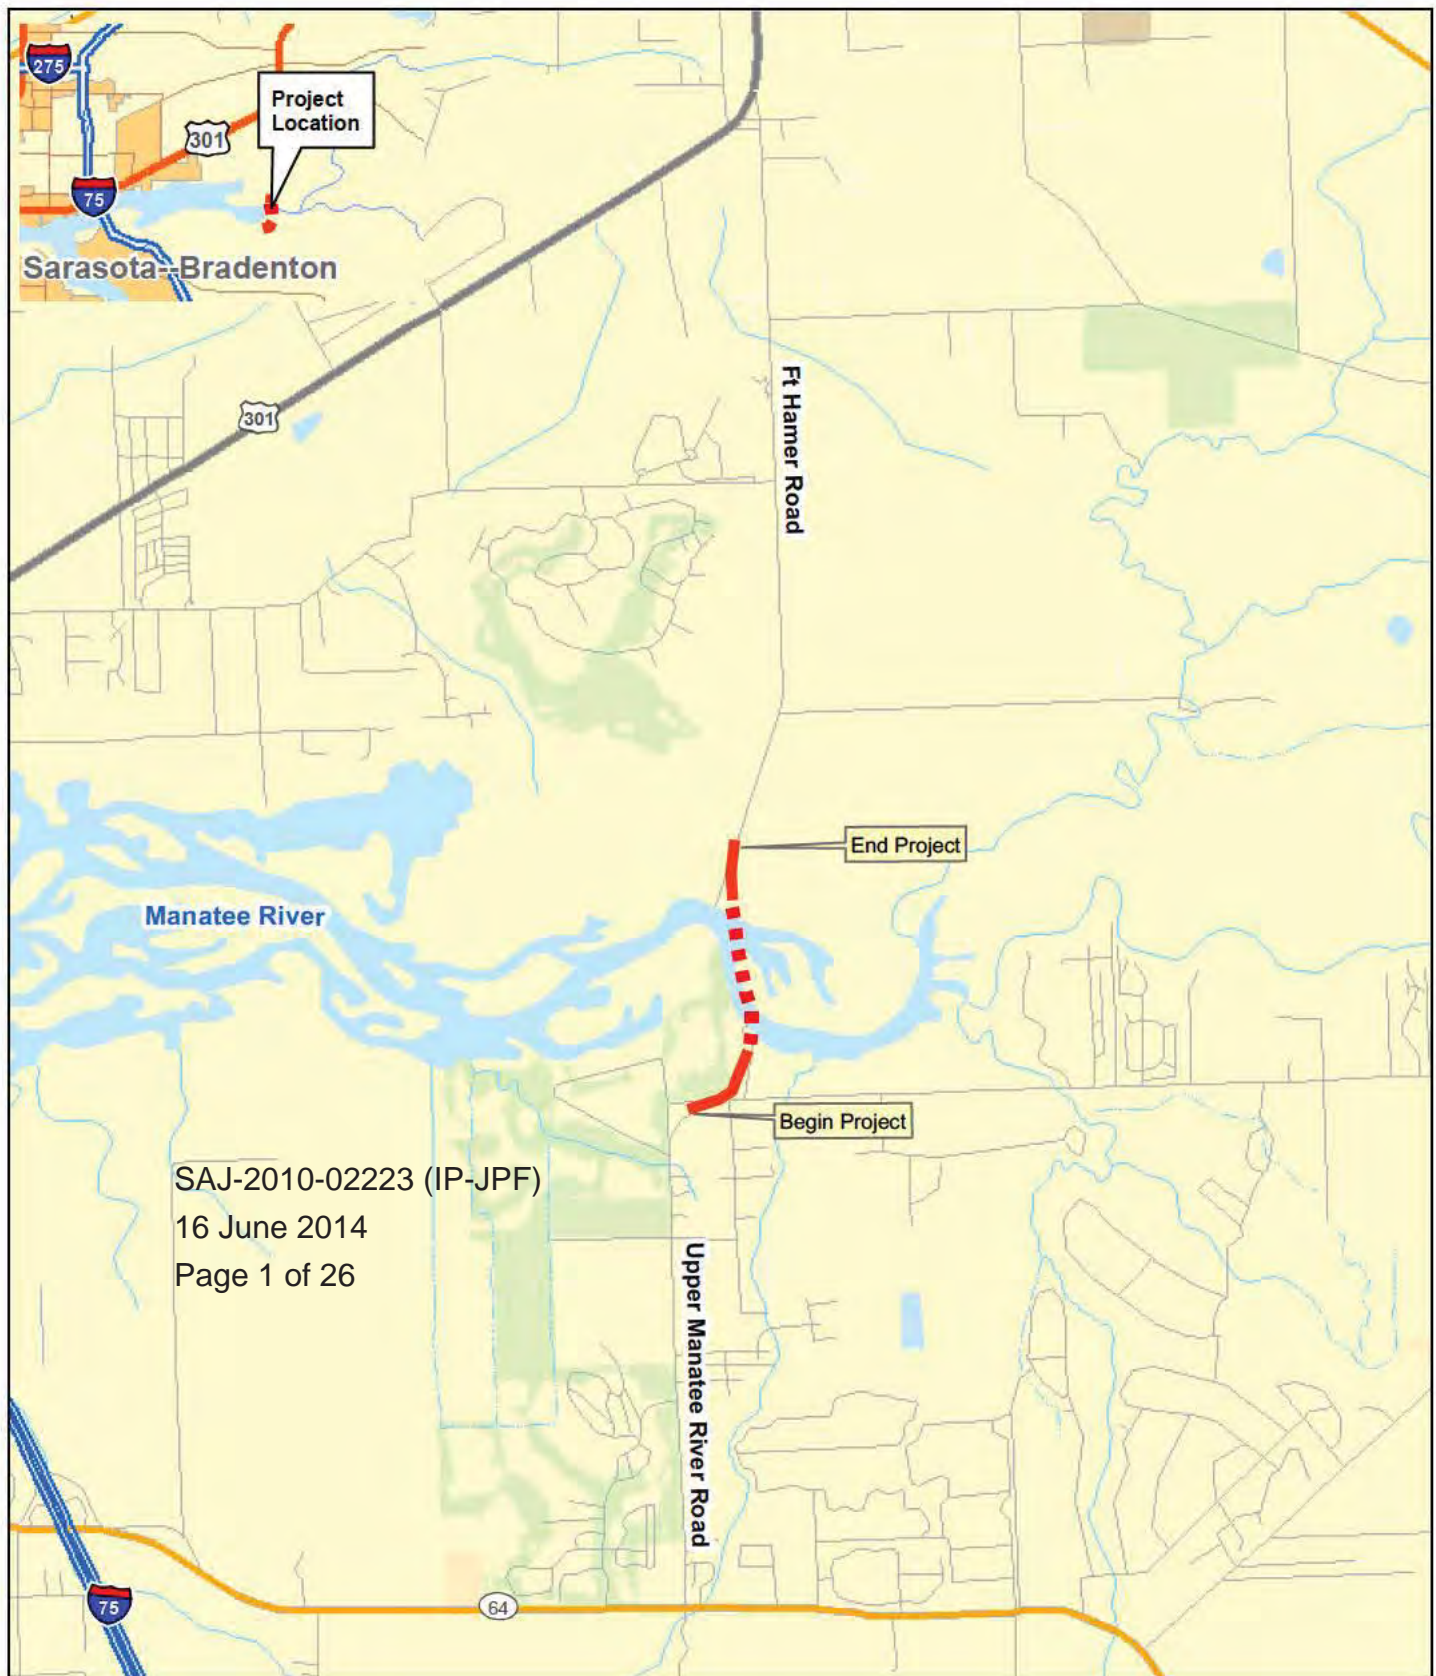 275
Project
Location
301
75
Sarasota--Bradenton
301
Ft Hamer Road
End Project
Manatee River
Begin Project
SAJ-2010-02223 (IP-JPF)
16 June 2014
Page 1 of 26
Upper Manatee River Road
75
64